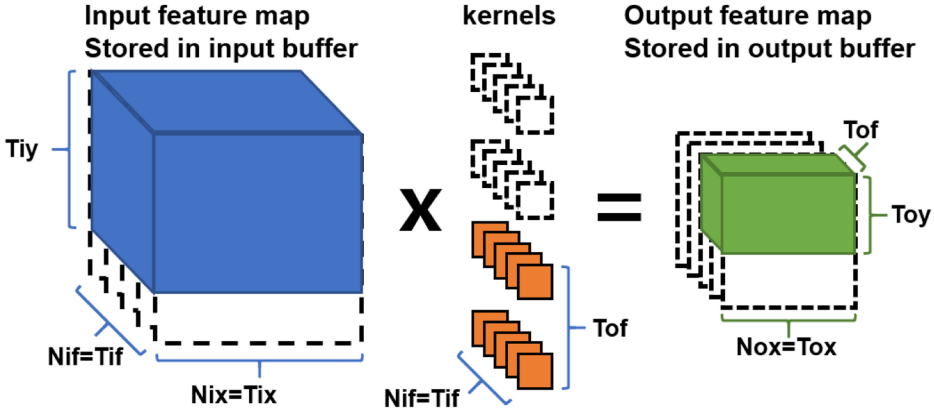 Input feature map
Stored in input buffer
kernels
Output feature map
Stored in output buffer
Tiy
Nif=Tif
Nix=Tix
X
Tof
Nif=Tif
=
Tof
Toy
Nox=Tox